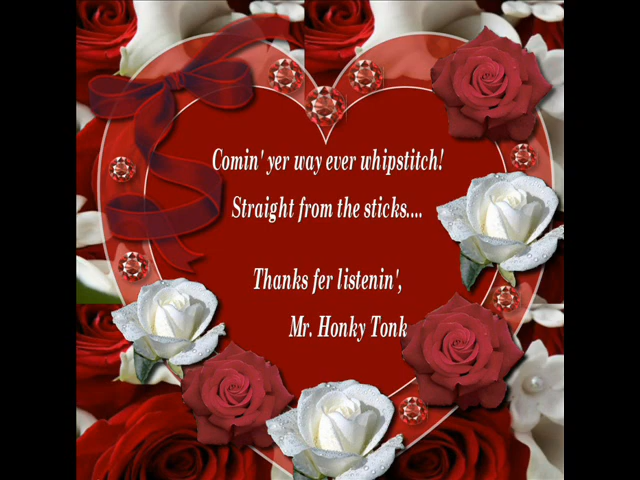 Comin' yer way ever whipstitch!
Straight from the sticks....
Thanks fer listenin',
Mr. Honky Tonk